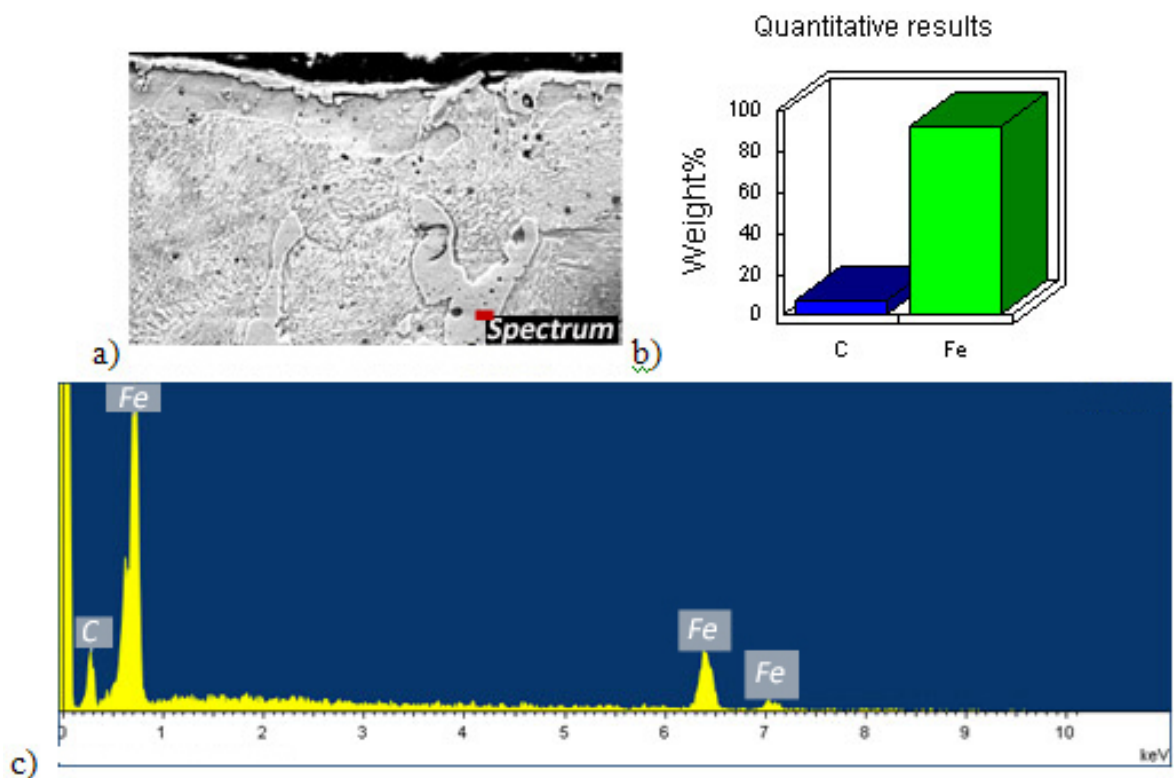 Quantitative results
Weight%
100
80
60
40
20
0
C
Fe
Spectrum
a)
b)
Fe
C
Fe
Fe
0 1 2 3 4 5 6 7 8 9 10
keV
c)